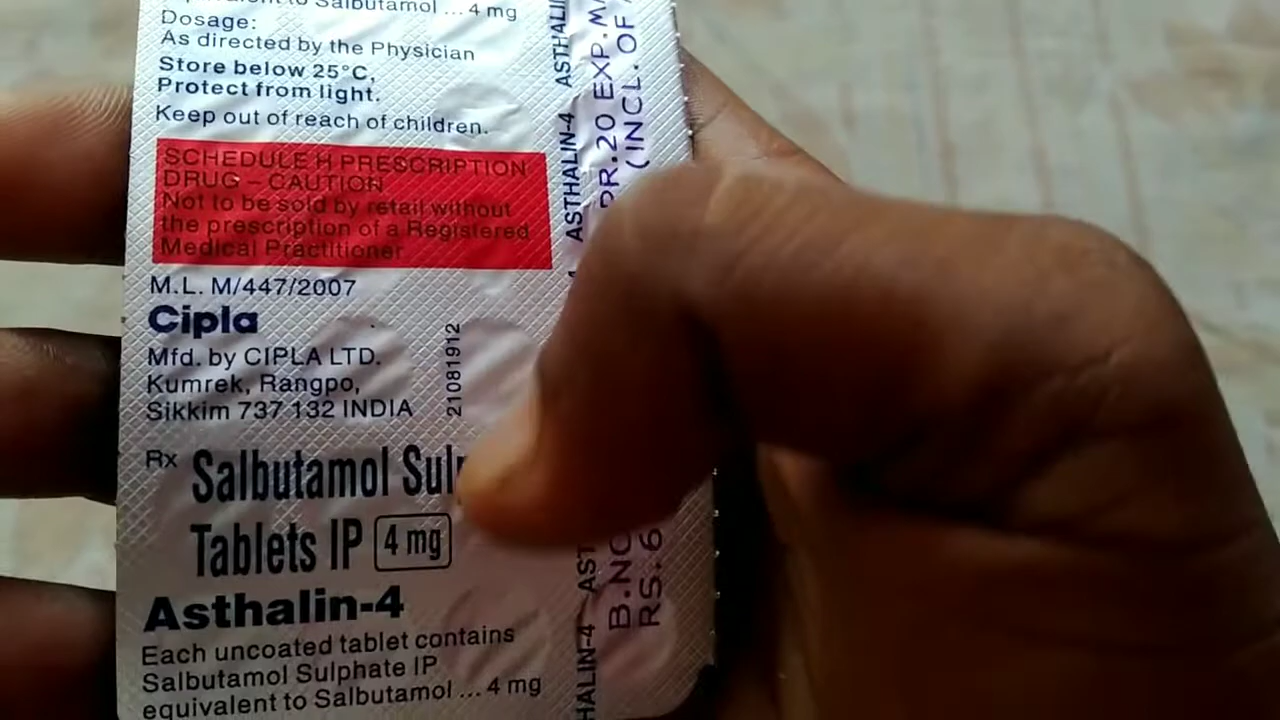 equivalent to Salbutamol ... 4 mg
Dosage:
As directed by the Physician
Store below 25°C,
Protect from light.
Keep out of reach of children.
SCHEDULE H PRESCRIPTION
DRUG – CAUTION
Not to be sold by retail without
the prescription of a Registered
Medical Practitioner
M.L. M/447/2007
Cipla
Mfd. by CIPLA LTD.
Kumrek, Rangpo,
Sikkim 737 132 INDIA
21081912
Rx Salbutamol
Tablets IP 4 mg
Asthalin-4
Each uncoated tablet contains
Salbutamol Sulphate IP
equivalent to Salbutamol ... 4 mg
ASTHALIN-4
.20 EXP.
(INCL. OF
B.NO
RS.6